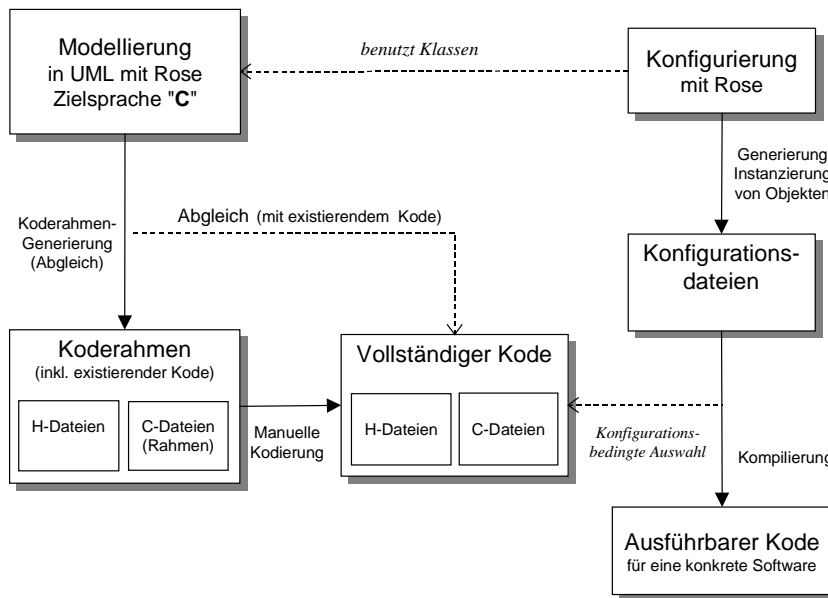 Modellierung
in UML mit Rose
Zielsprache "C"
benutzt Klassen
Konfigurierung
mit Rose
Generierung
Instanzierung
von Objekten
Koderahmen-
Generierung
(Abgleich)
Abgleich (mit existierendem Kode)
Konfigurations-
dateien
Koderahmen
(inkl. existierender Kode)
H-Dateien
C-Dateien
(Rahmen)
Manuelle
Kodierung
Vollständiger Kode
H-Dateien
C-Dateien
Konfigurations-
bedingte Auswahl
Kompilierung
Ausführbarer Kode
für eine konkrete Software